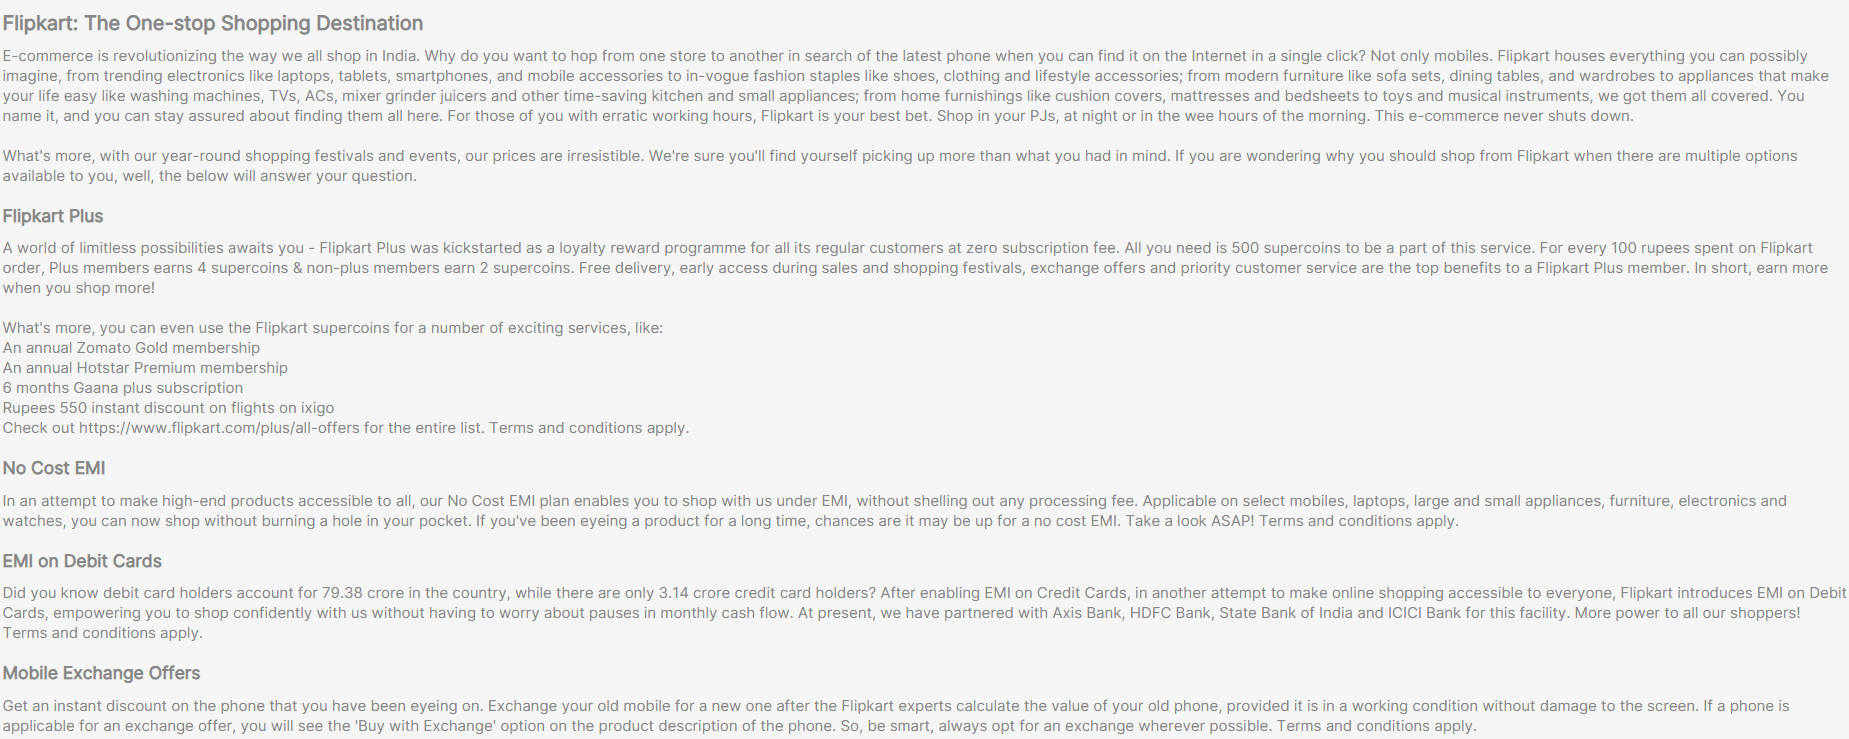 Flipkart: The One-stop Shopping Destination
E-commerce is revolutionizing the way we all shop in India. Why do you want to hop from one store to another in search of the latest phone when you can find it on the Internet in a single click? Not only mobiles. Flipkart houses everything you can possibly
imagine, from trending electronics like laptops, tablets, smartphones, and mobile accessories to in-vogue fashion staples like shoes, clothing and lifestyle accessories; from modern furniture like sofa sets, dining tables, and wardrobes to appliances that make
your life easy like washing machines, TVs, ACs, mixer grinder juicers and other time-saving kitchen and small appliances; from home furnishings like cushion covers, mattresses and bedsheets to toys and musical instruments, we got them all covered. You
name it, and you can stay assured about finding them all here. For those of you with erratic working hours, Flipkart is your best bet. Shop in your PJs, at night or in the wee hours of the morning. This e-commerce never shuts down.
What's more, with our year-round shopping festivals and events, our prices are irresistible. We're sure you'll find yourself picking up more than what you had in mind. If you are wondering why you should shop from Flipkart when there are multiple options
available to you, well, the below will answer your question.
Flipkart Plus
A world of limitless possibilities awaits you - Flipkart Plus was kickstarted as a loyalty reward programme for all its regular customers at zero subscription fee. All you need is 500 supercoins to be a part of this service. For every 100 rupees spent on Flipkart
order, Plus members earns 4 supercoins & non-plus members earn 2 supercoins. Free delivery, early access during sales and shopping festivals, exchange offers and priority customer service are the top benefits to a Flipkart Plus member. In short, earn more
when you shop more!
What's more, you can even use the Flipkart supercoins for a number of exciting services, like:
An annual Zomato Gold membership
An annual Hotstar Premium membership
6 months Gaana plus subscription
Rupees 550 instant discount on flights on ixigo
Check out https://www.flipkart.com/plus/all-offers for the entire list. Terms and conditions apply.
No Cost EMI
In an attempt to make high-end products accessible to all, our No Cost EMI plan enables you to shop with us under EMI, without shelling out any processing fee. Applicable on select mobiles, laptops, large and small appliances, furniture, electronics and
watches, you can now shop without burning a hole in your pocket. If you've been eyeing a product for a long time, chances are it may be up for a no cost EMI. Take a look ASAP! Terms and conditions apply.
EMI on Debit Cards
Did you know debit card holders account for 79.38 crore in the country, while there are only 3.14 crore credit card holders? After enabling EMI on Credit Cards, in another attempt to make online shopping accessible to everyone, Flipkart introduces EMI on Debit
Cards, empowering you to shop confidently with us without having to worry about pauses in monthly cash flow. At present, we have partnered with Axis Bank, HDFC Bank, State Bank of India and ICICI Bank for this facility. More power to all our shoppers!
Terms and conditions apply.
Mobile Exchange Offers
Get an instant discount on the phone that you have been eyeing on. Exchange your old mobile for a new one after the Flipkart experts calculate the value of your old phone, provided it is in a working condition without damage to the screen. If a phone is
applicable for an exchange offer, you will see the 'Buy with Exchange' option on the product description of the phone. So, be smart, always opt for an exchange wherever possible. Terms and conditions apply.